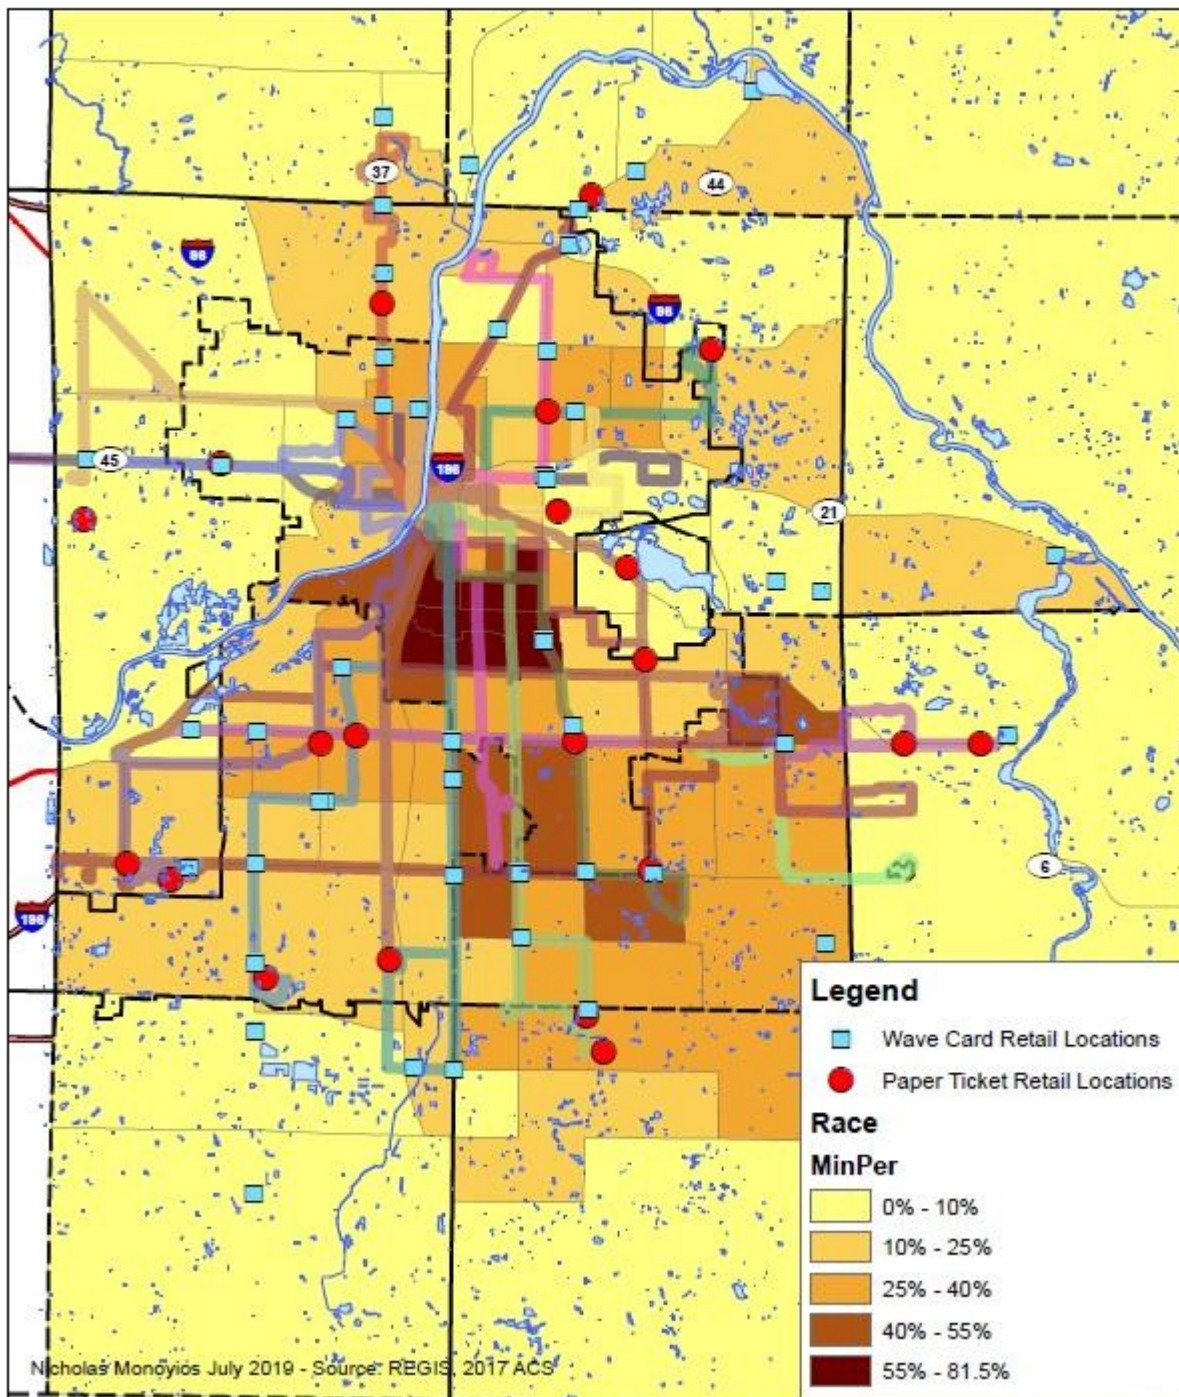 37
44
96
96
45
196
21
6
196
Legend
Wave Card Retail Locations
Paper Ticket Retail Locations
Race
MinPer
0% - 10%
10% - 25%
25% - 40%
40% - 55%
55% - 81.5%
Nicholas Monoyios July 2019 - Source: REGIS, 2017 ACS